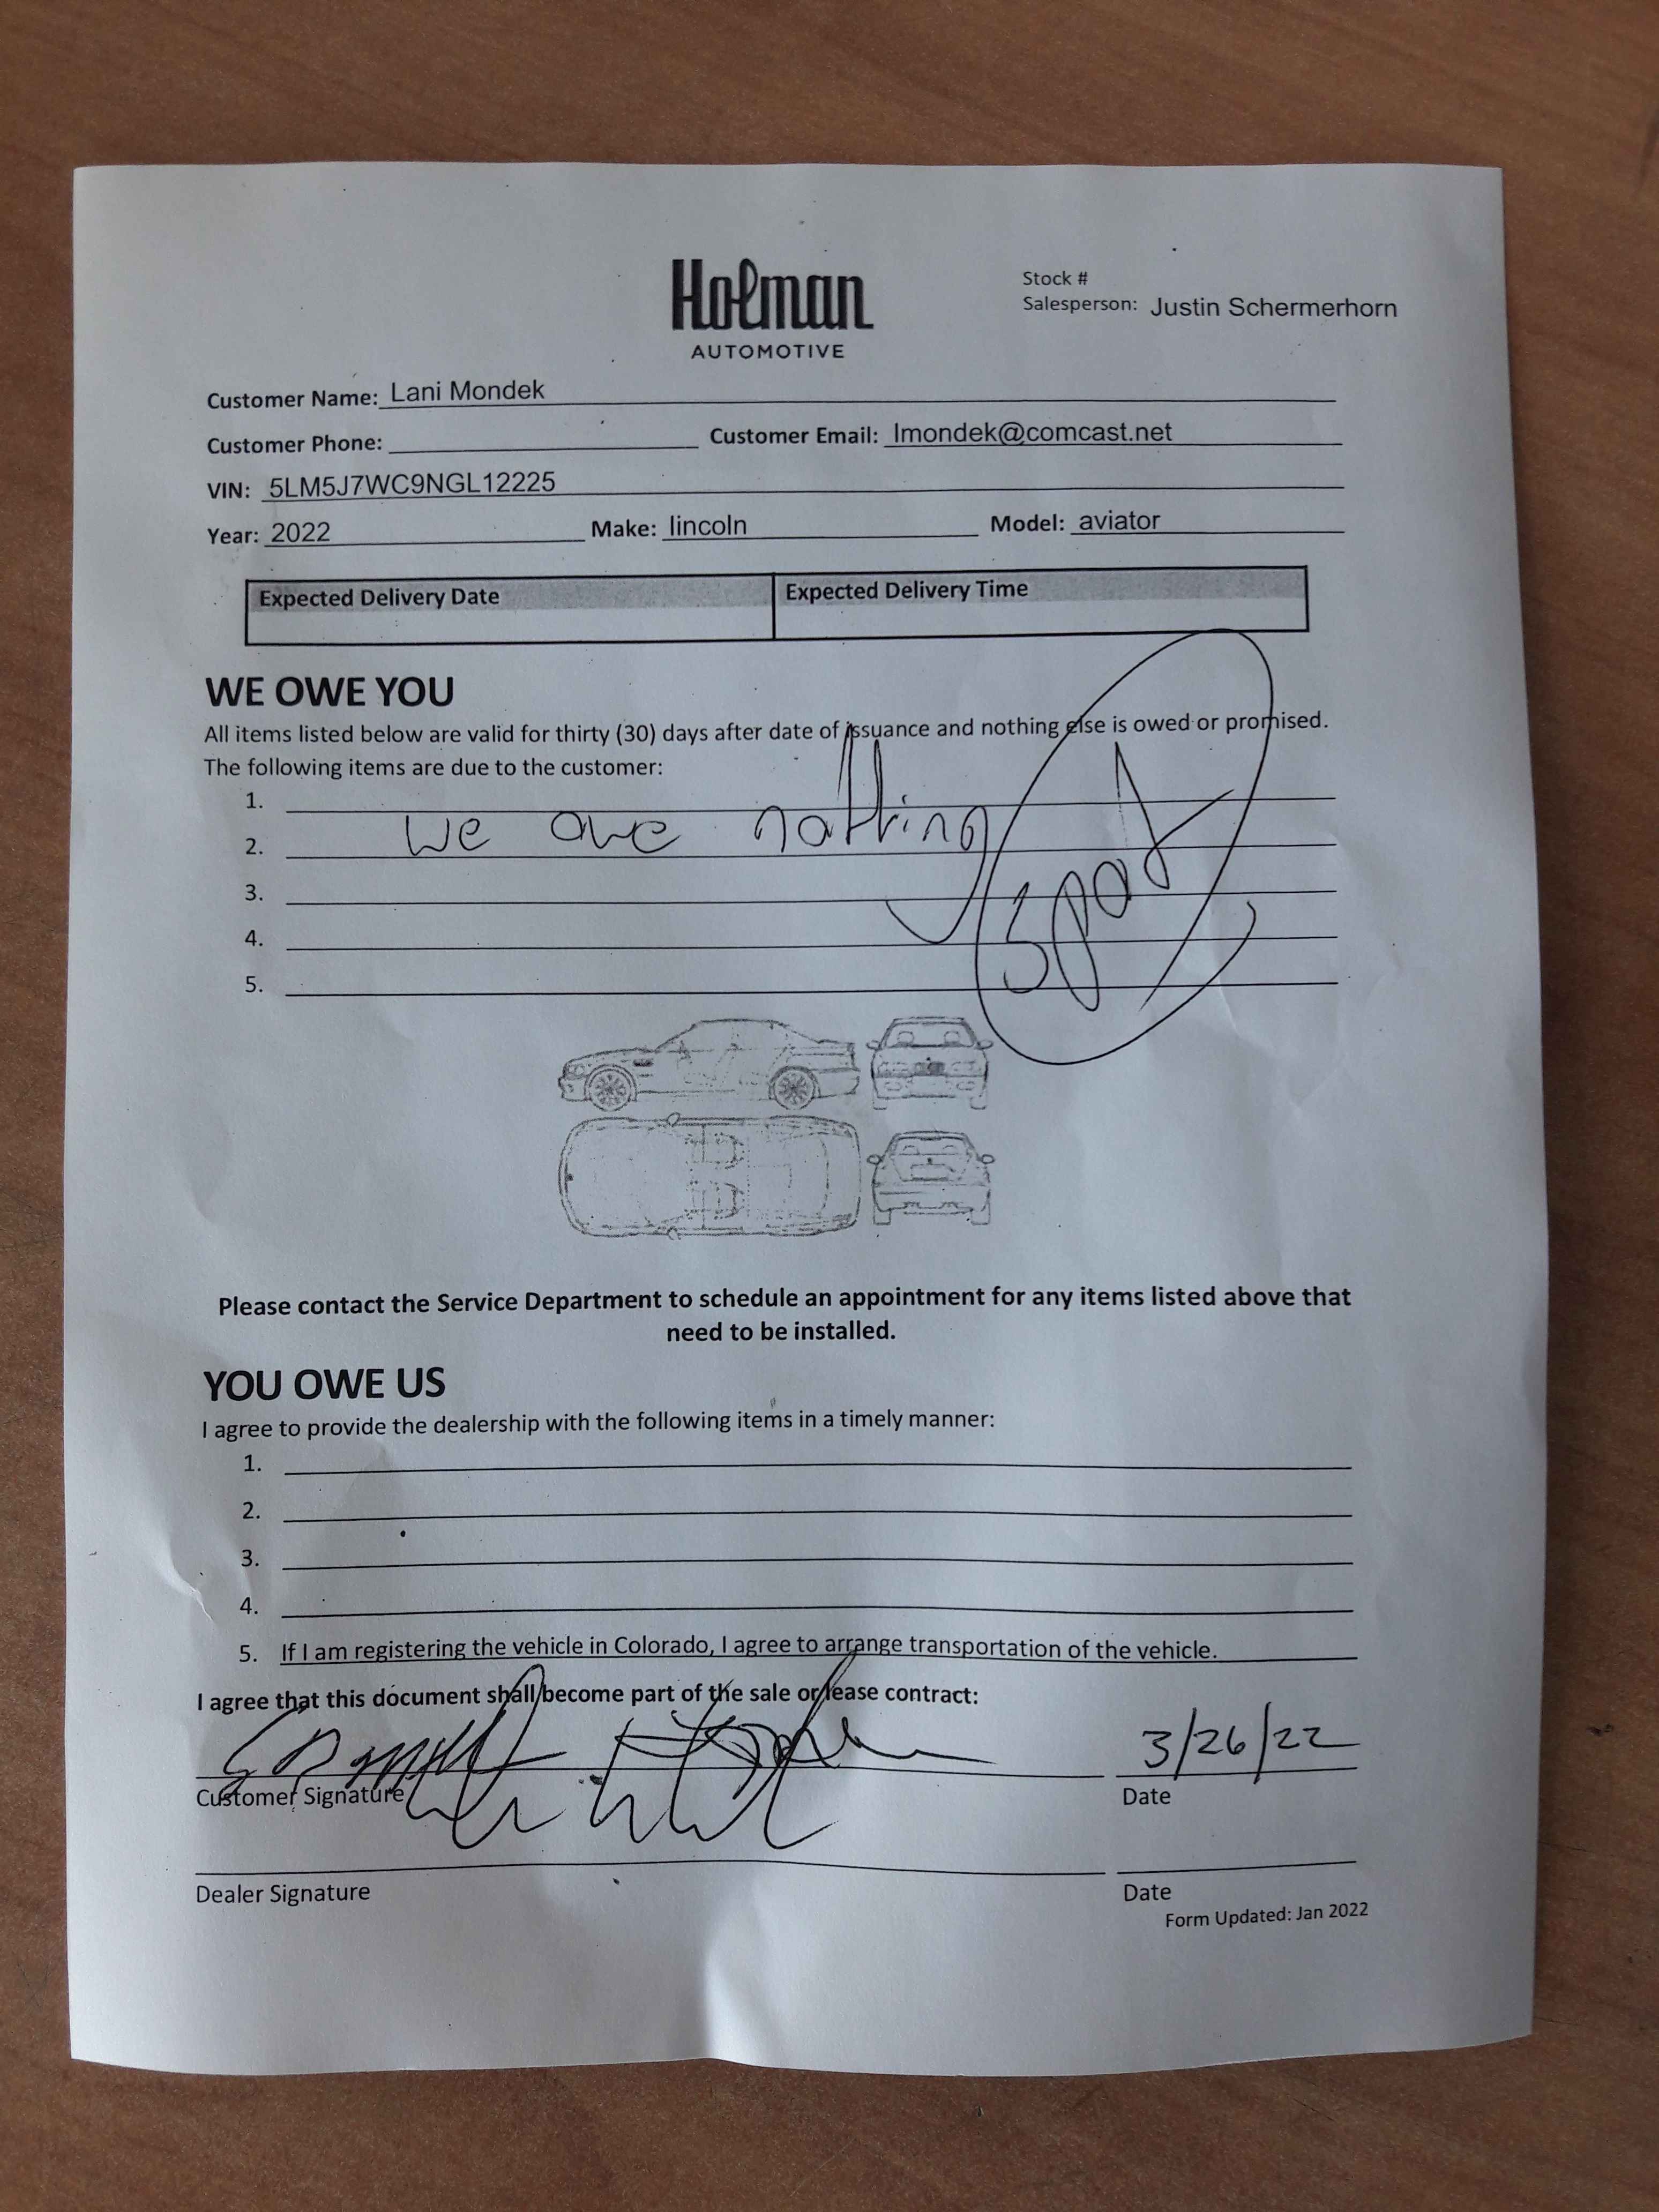 Holman
AUTOMOTIVE
Stock #
Salesperson: Justin Schermerhorn
Customer Name: Lani Mondek
Customer Phone: Customer Email: lmondek@comcast.net
VIN: 5LM5J7WC9NGL12225
Year: 2022 Make: lincoln Model: aviator
Expected Delivery Date Expected Delivery Time
WE OWE YOU
All items listed below are valid for thirty (30) days after date of issuance and nothing else is owed or promised.
The following items are due to the customer:
1.
we owe nothing
2.
3.
spot
4.
5.
Please contact the Service Department to schedule an appointment for any items listed above that
need to be installed.
YOU OWE US
I agree to provide the dealership with the following items in a timely manner:
1.
2.
3.
4.
5. If I am registering the vehicle in Colorado, I agree to arrange transportation of the vehicle.
I agree that this document shall become part of the sale or lease contract:
3/26/22
Customer Signature Date
Dealer Signature Date
Form Updated: Jan 2022